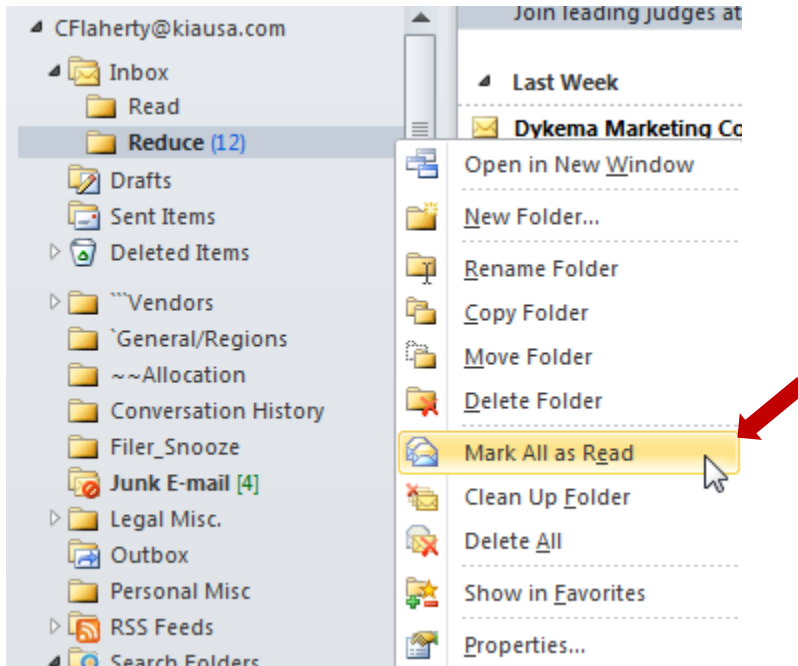 CFlaherty@kiausa.com
Inbox
Read
Reduce (12)
Drafts
Sent Items
Deleted Items
```Vendors
`General/Regions
~~Allocation
Conversation History
Filer_Snooze
Junk E-mail [4]
Legal Misc.
Outbox
Personal Misc
RSS Feeds
Search Folders
Join leading judges at
Last Week
Dykema Marketing Co
Open in New Window
New Folder...
Rename Folder
Copy Folder
Move Folder
Delete Folder
Mark All as Read
Clean Up Folder
Delete All
Show in Favorites
Properties...